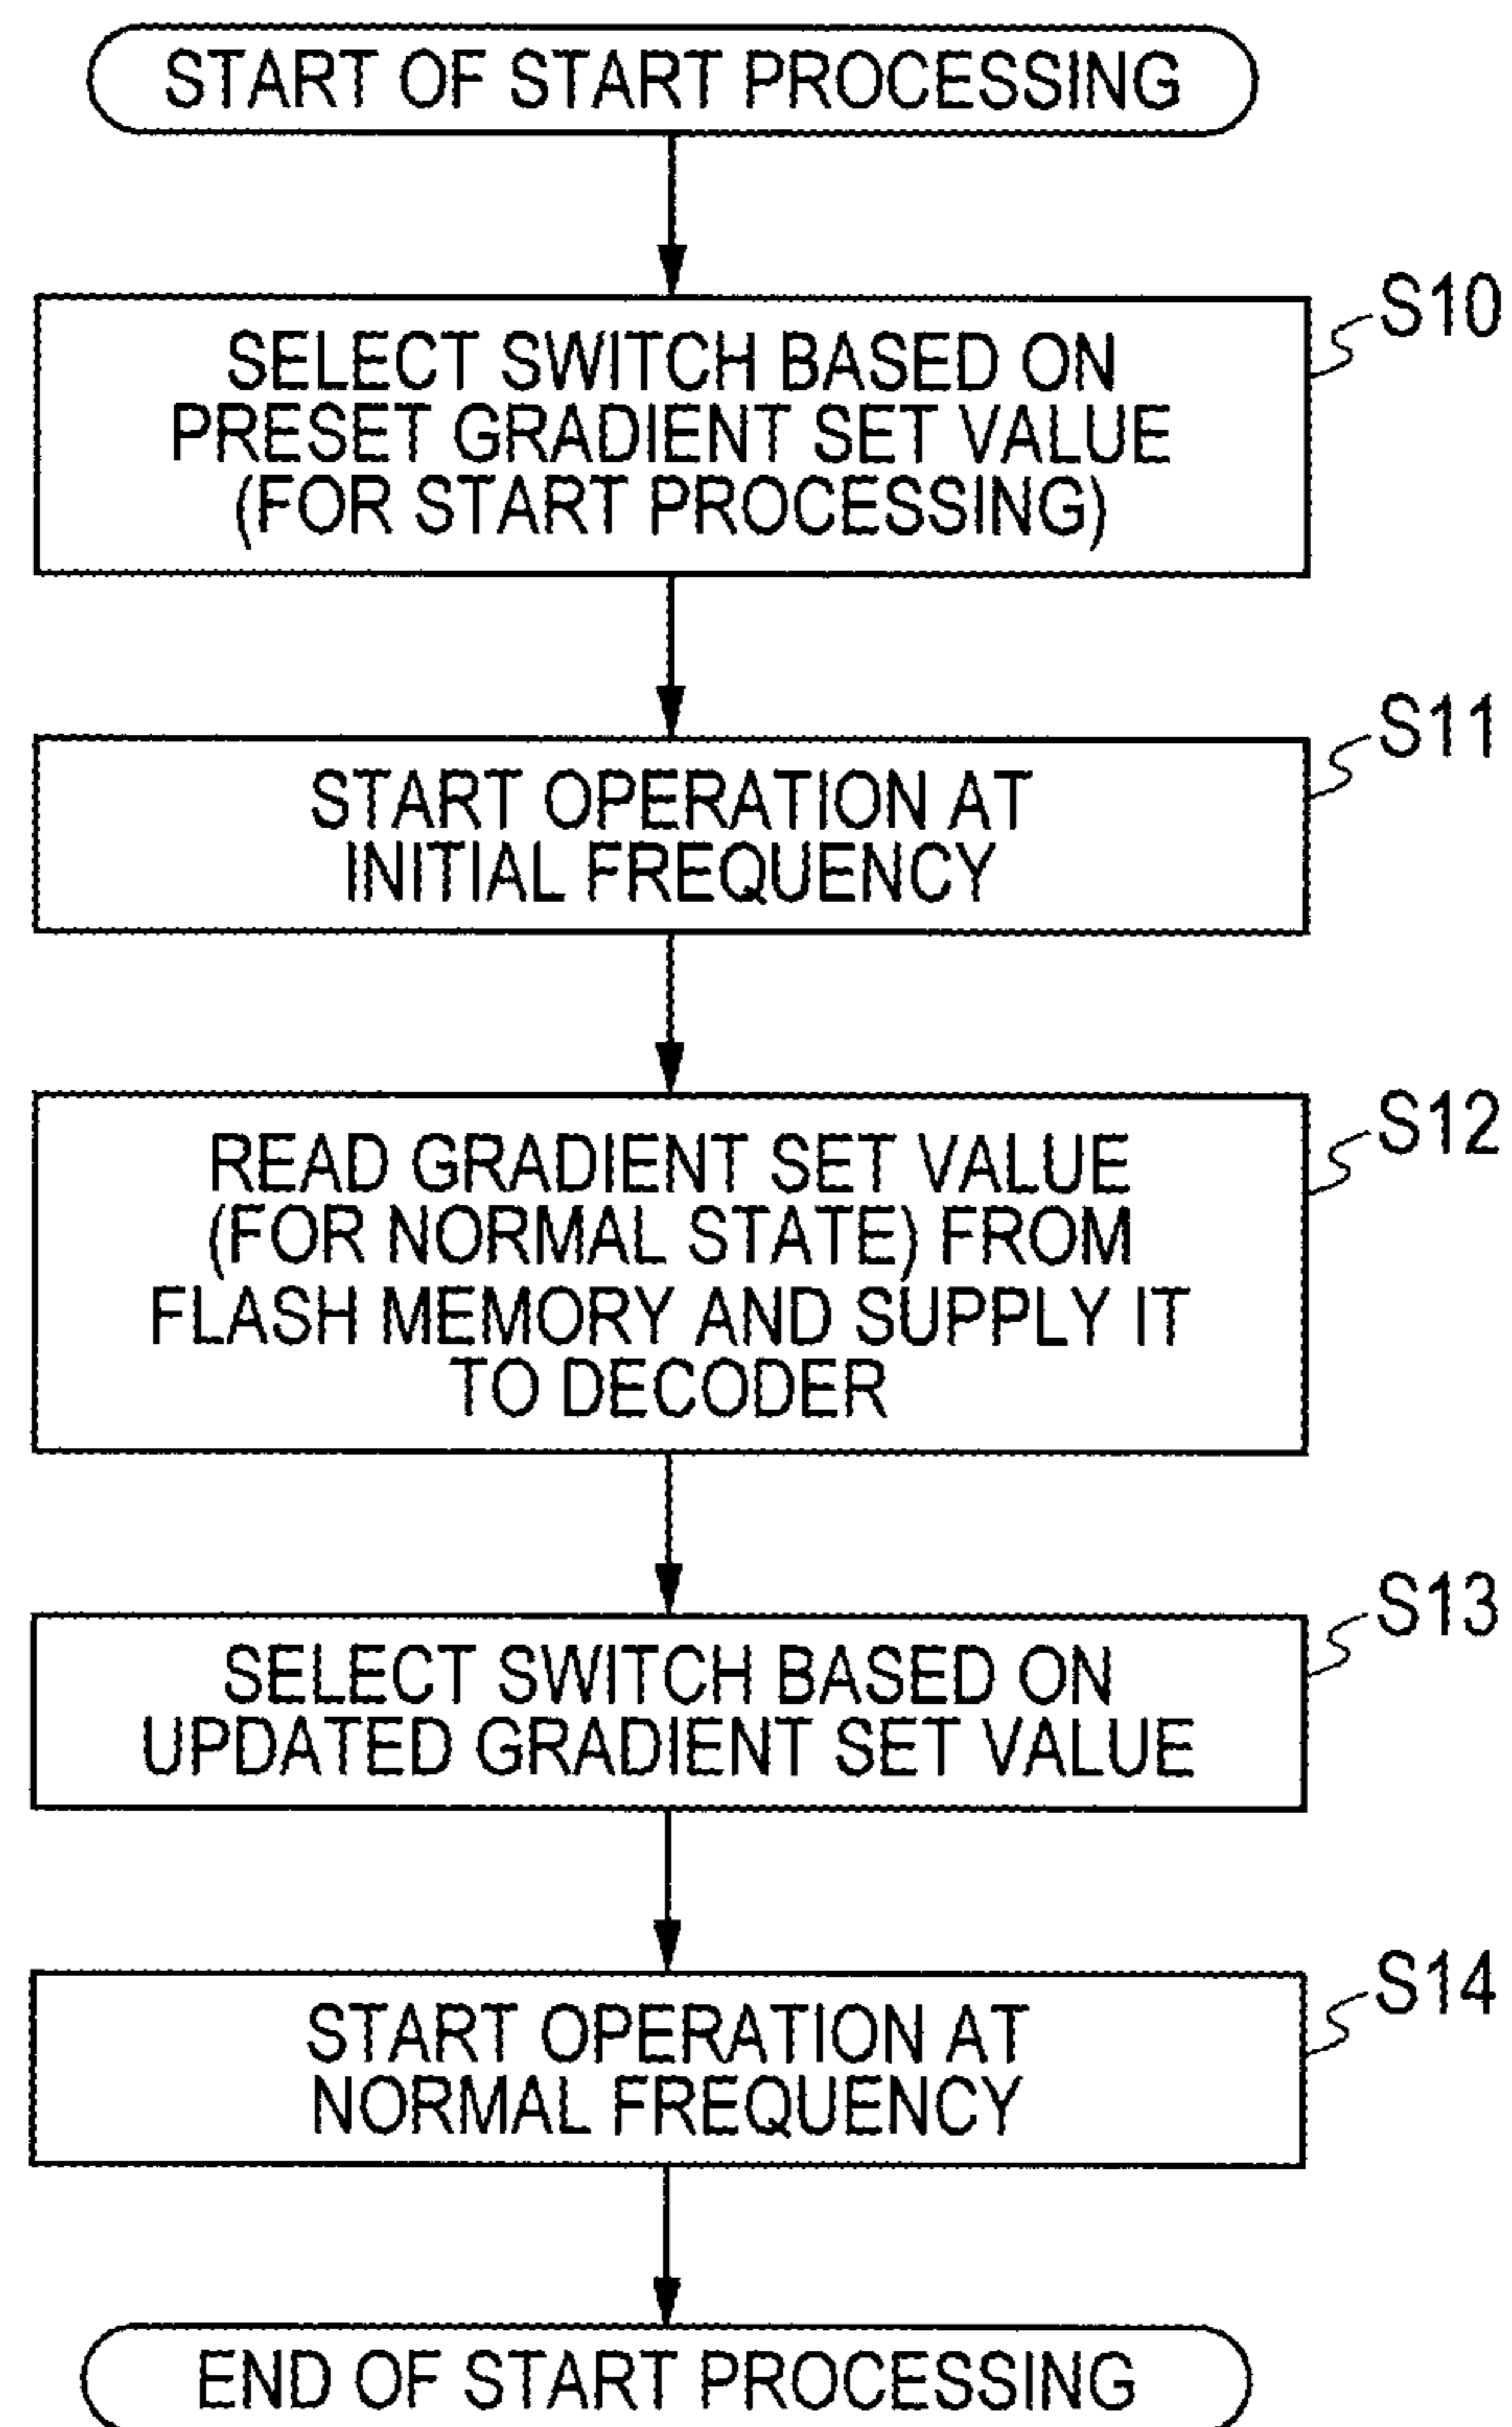 START OF START PROCESSING
S10
SELECT SWITCH BASED ON
PRESET GRADIENT SET VALUE
(FOR START PROCESSING)
S11
START OPERATION AT
INITIAL FREQUENCY
S12
READ GRADIENT SET VALUE
(FOR NORMAL STATE) FROM
FLASH MEMORY AND SUPPLY IT
TO DECODER
S13
SELECT SWITCH BASED ON
UPDATED GRADIENT SET VALUE
S14
START OPERATION AT
NORMAL FREQUENCY
END OF START PROCESSING